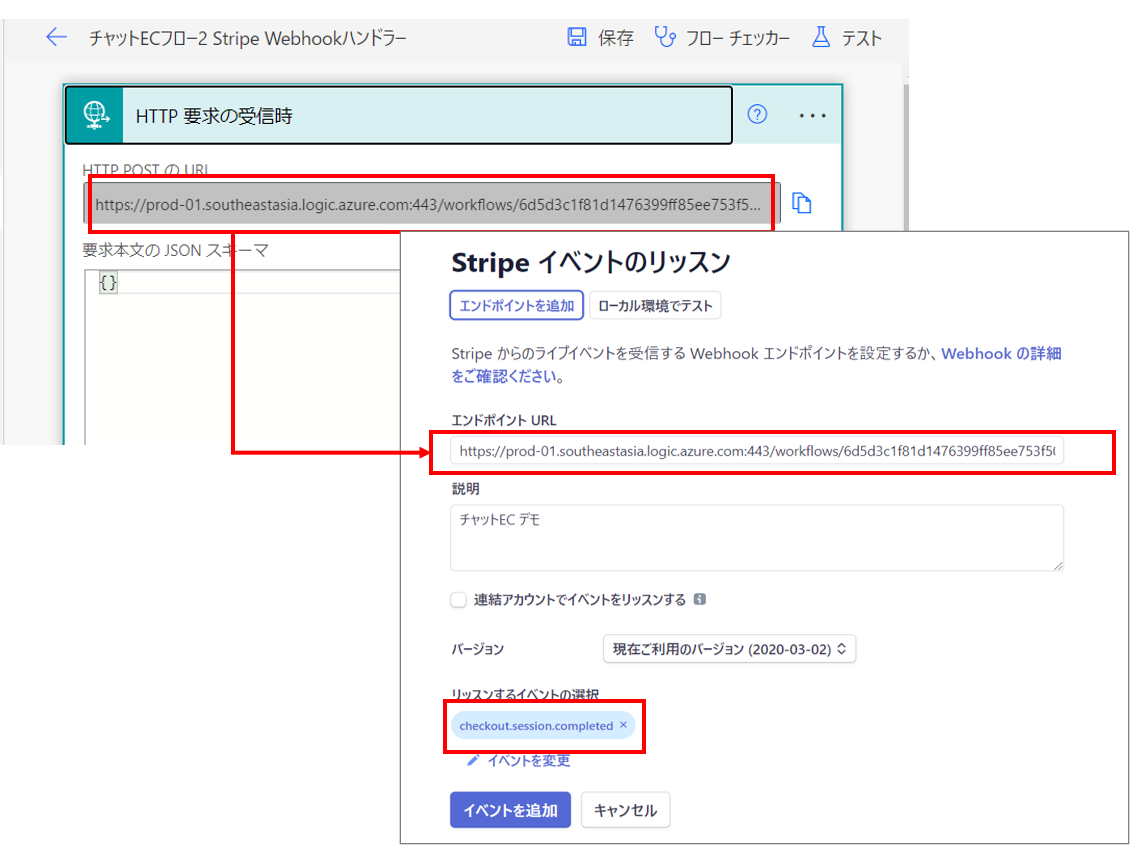 チャットECフロー2 Stripe Webhookハンドラー
保存
フロー チェッカー
テスト
HTTP 要求の受信時
HTTP POST の URL
https://prod-01.southeastasia.logic.azure.com:443/workflows/6d5d3c1f81d1476399ff85ee753f5...
要求本文の JSON スキーマ
{}
Stripe イベントのリッスン
エンドポイントを追加
ローカル環境でテスト
Stripe からのライブイベントを受信する Webhook エンドポイントを設定するか、Webhook の詳細
をご確認ください。
エンドポイント URL
https://prod-01.southeastasia.logic.azure.com:443/workflows/6d5d3c1f81d1476399ff85ee753f50
説明
チャットEC デモ
連結アカウントでイベントをリッスンする
バージョン
現在ご利用のバージョン (2020-03-02)
リッスンするイベントの選択
checkout.session.completed ×
イベントを変更
イベントを追加
キャンセル